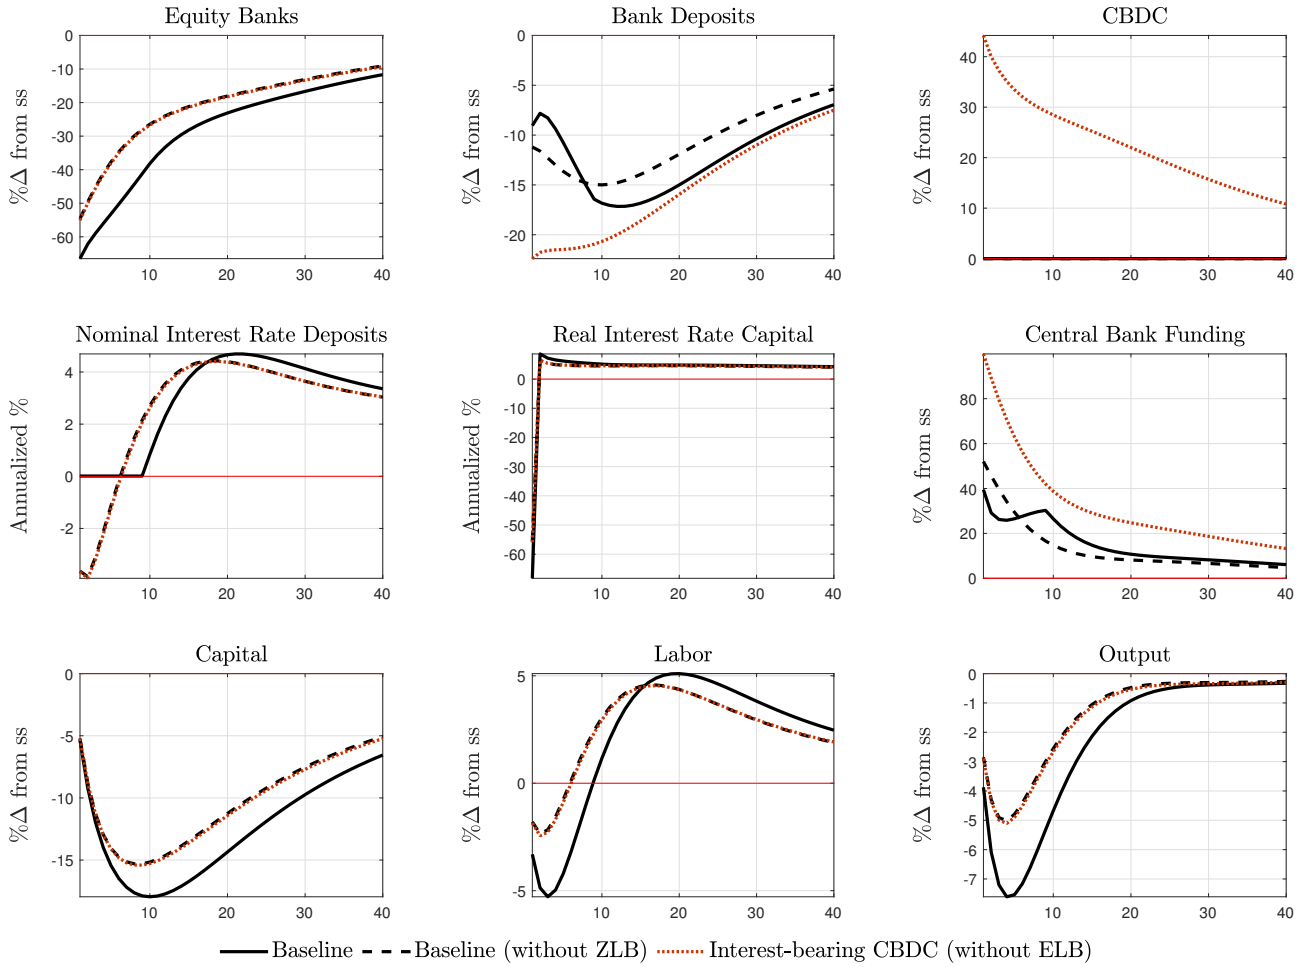 Equity Banks
Bank Deposits
CBDC
%Δ from ss
0
-10
-20
-30
-40
-50
-60
10 20 30 40
%Δ from ss
0
-5
-10
-15
-20
10 20 30 40
%Δ from ss
40
30
20
10
0
10 20 30 40
Nominal Interest Rate Deposits
Real Interest Rate Capital
Central Bank Funding
Annualized %
4
2
0
-2
10 20 30 40
Annualized %
0
-10
-20
-30
-40
-50
-60
10 20 30 40
%Δ from ss
80
60
40
20
0
10 20 30 40
Capital
Labor
Output
%Δ from ss
0
-5
-10
-15
10 20 30 40
%Δ from ss
5
0
-5
10 20 30 40
%Δ from ss
0
-1
-2
-3
-4
-5
-6
-7
10 20 30 40
Baseline Baseline (without ZLB) Interest-bearing CBDC (without ELB)